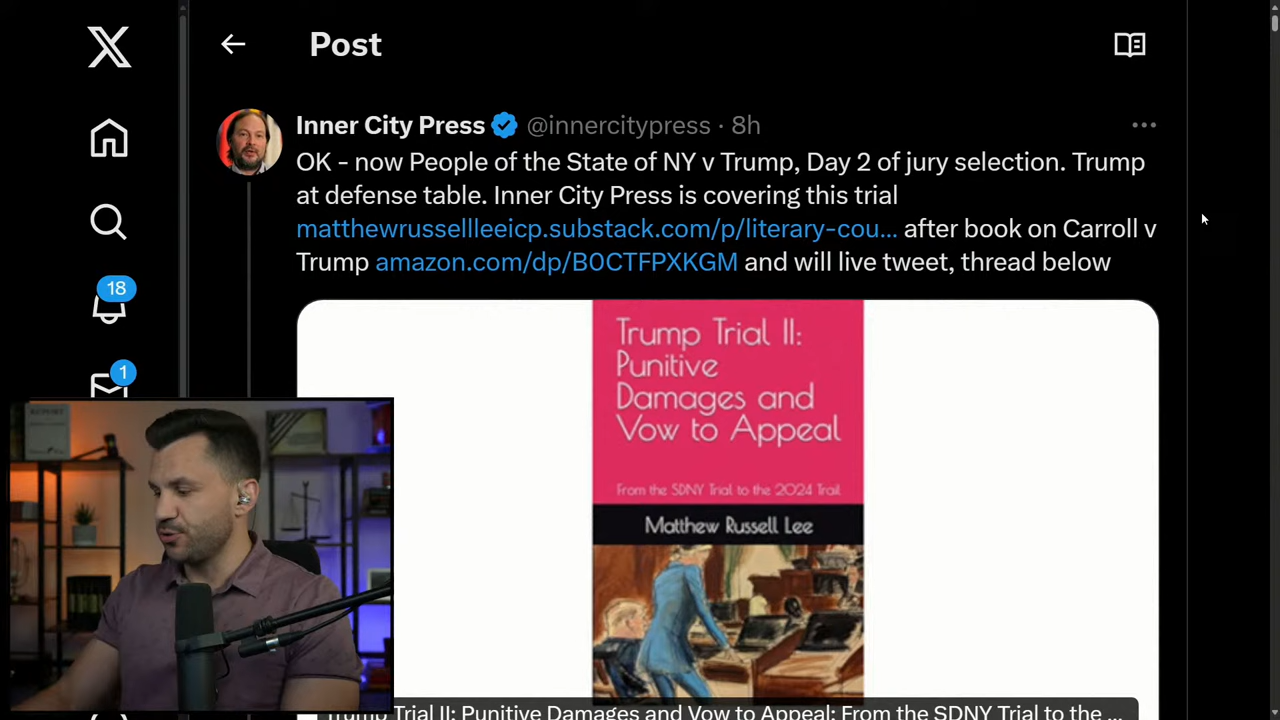 Post
Inner City Press @innercitypress · 8h
OK - now People of the State of NY v Trump, Day 2 of jury selection. Trump
at defense table. Inner City Press is covering this trial
matthewrussellleeicp.substack.com/p/literary-cou... after book on Carroll v
Trump amazon.com/dp/B0CTFPXKGM and will live tweet, thread below
18
1
Trump Trial II:
Punitive
Damages and
Vow to Appeal
From the SDNY Trial to the 2024 Trail
Matthew Russell Lee
Trump Trial II: Punitive Damages and Vow to Appeal: From the SDNY Trial to the ...